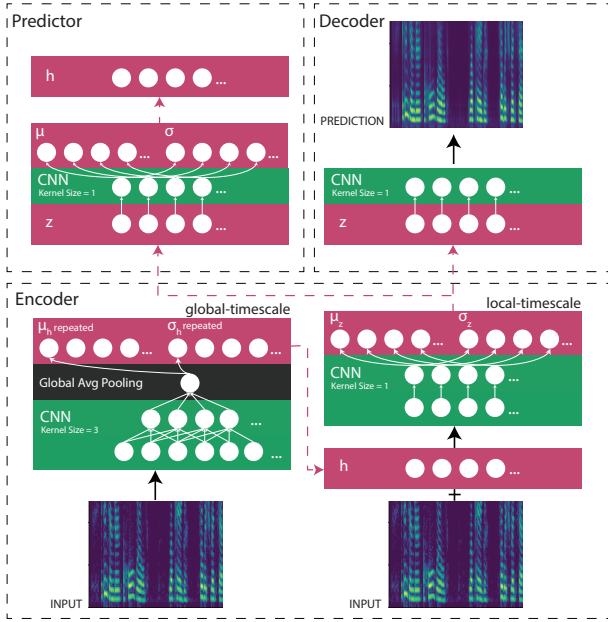 Predictor
h
...
μ σ
... ...
CNN
Kernel Size = 1
...
z
...
Decoder
PREDICTION
CNN
Kernel Size = 1
...
z
...
Encoder
global-timescale
μh repeated σh repeated
... ...
Global Avg Pooling
CNN
Kernel Size = 3
...
...
INPUT
local-timescale
μz σz
... ...
CNN
Kernel Size = 1
...
...
h
...
+
INPUT